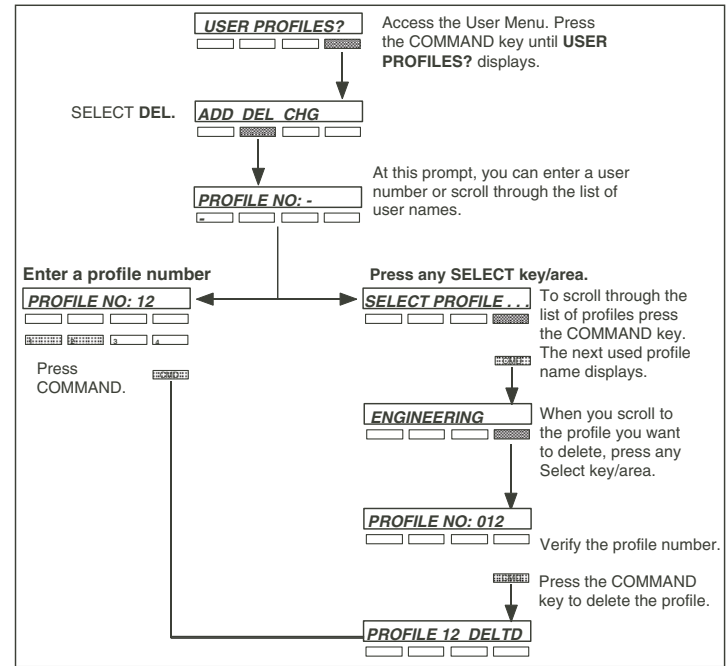 USER PROFILES?
Access the User Menu. Press
the COMMAND key until USER
PROFILES? displays.
SELECT DEL.
ADD DEL CHG
At this prompt, you can enter a user
number or scroll through the list of
user names.
PROFILE NO: -
-
Enter a profile number
PROFILE NO: 12
1 2 3 4
Press
COMMAND.
CMD
Press any SELECT key/area.
SELECT PROFILE . . .
To scroll through the
list of profiles press
the COMMAND key.
The next used profile
name displays.
CMD
ENGINEERING
When you scroll to
the profile you want
to delete, press any
Select key/area.
PROFILE NO: 012
Verify the profile number.
CMD
Press the COMMAND
key to delete the profile.
PROFILE 12 DELTD